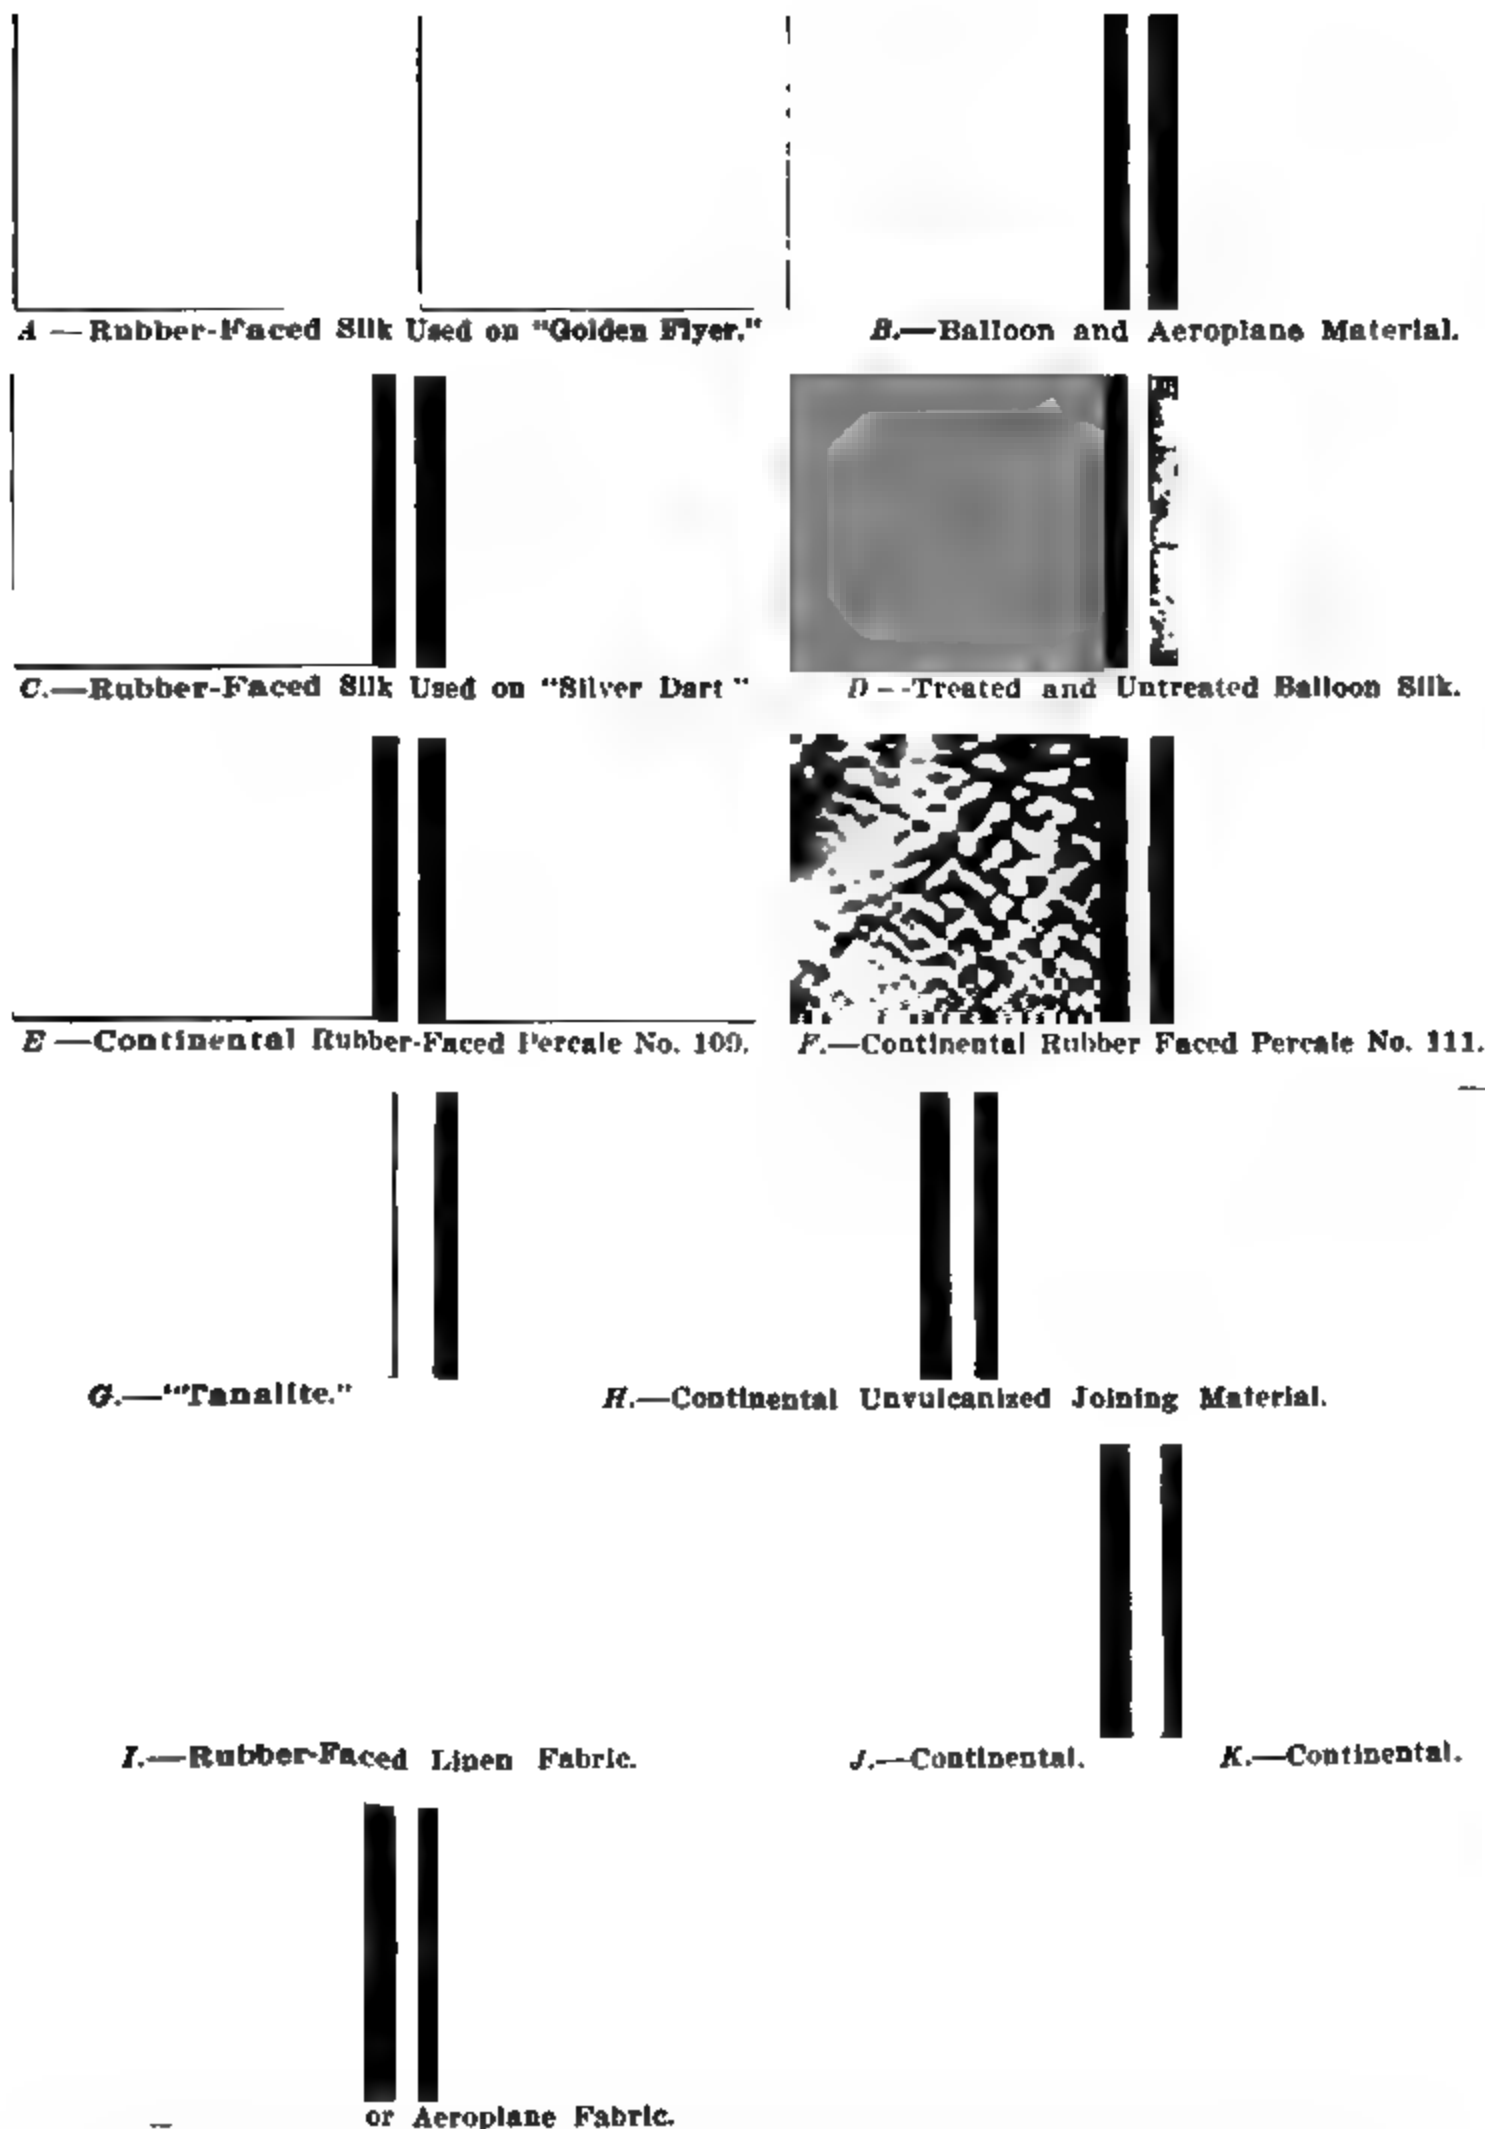 A — Rubber-Faced Silk Used on "Golden Flyer."
B.—Balloon and Aeroplane Material.
C.—Rubber-Faced Silk Used on "Silver Dart"
D --Treated and Untreated Balloon Silk.
E —Continental Rubber-Faced Percale No. 100.
F.—Continental Rubber Faced Percale No. 111.
G.—"Tanalite."
H.—Continental Unvulcanized Joining Material.
I.—Rubber-Faced Linen Fabric.
J.—Continental.
K.—Continental.
or Aeroplane Fabric.